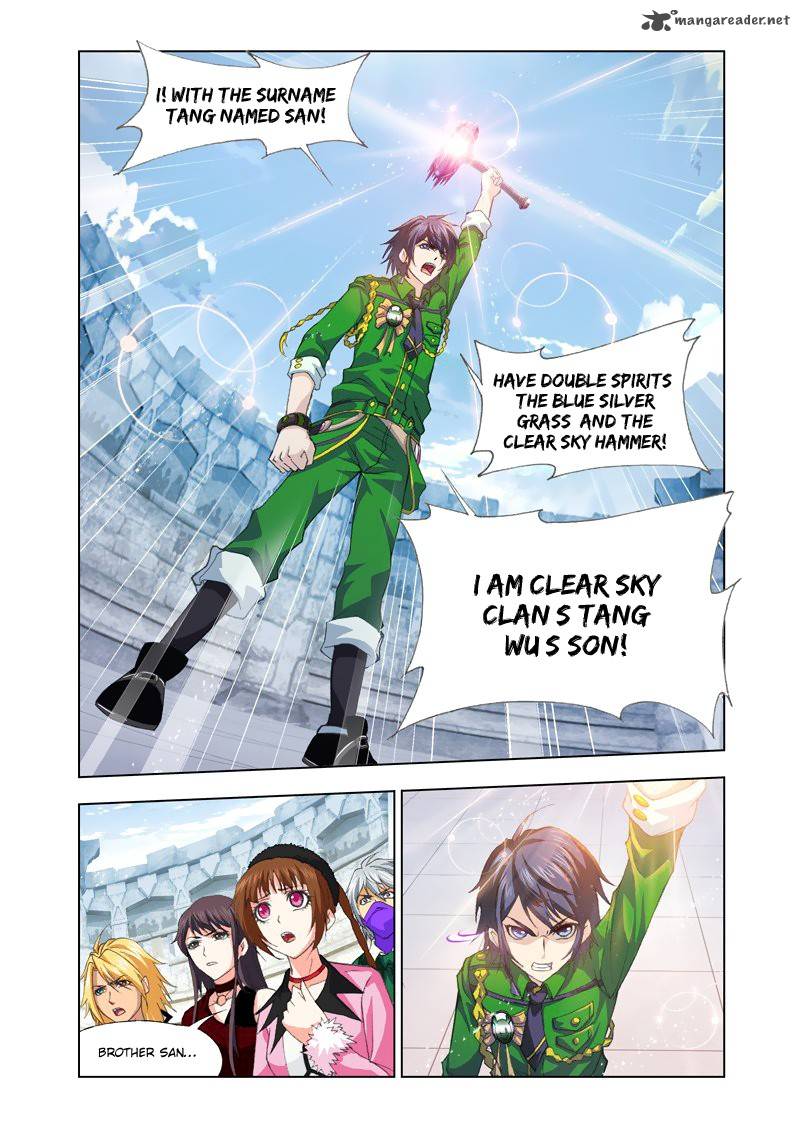 mangareader.net
I! WITH THE SURNAME
TANG NAMED SAN!
HAVE DOUBLE SPIRITS
THE BLUE SILVER
GRASS AND THE
CLEAR SKY HAMMER!
I AM CLEAR SKY
CLAN S TANG
WU S SON!
BROTHER SAN...